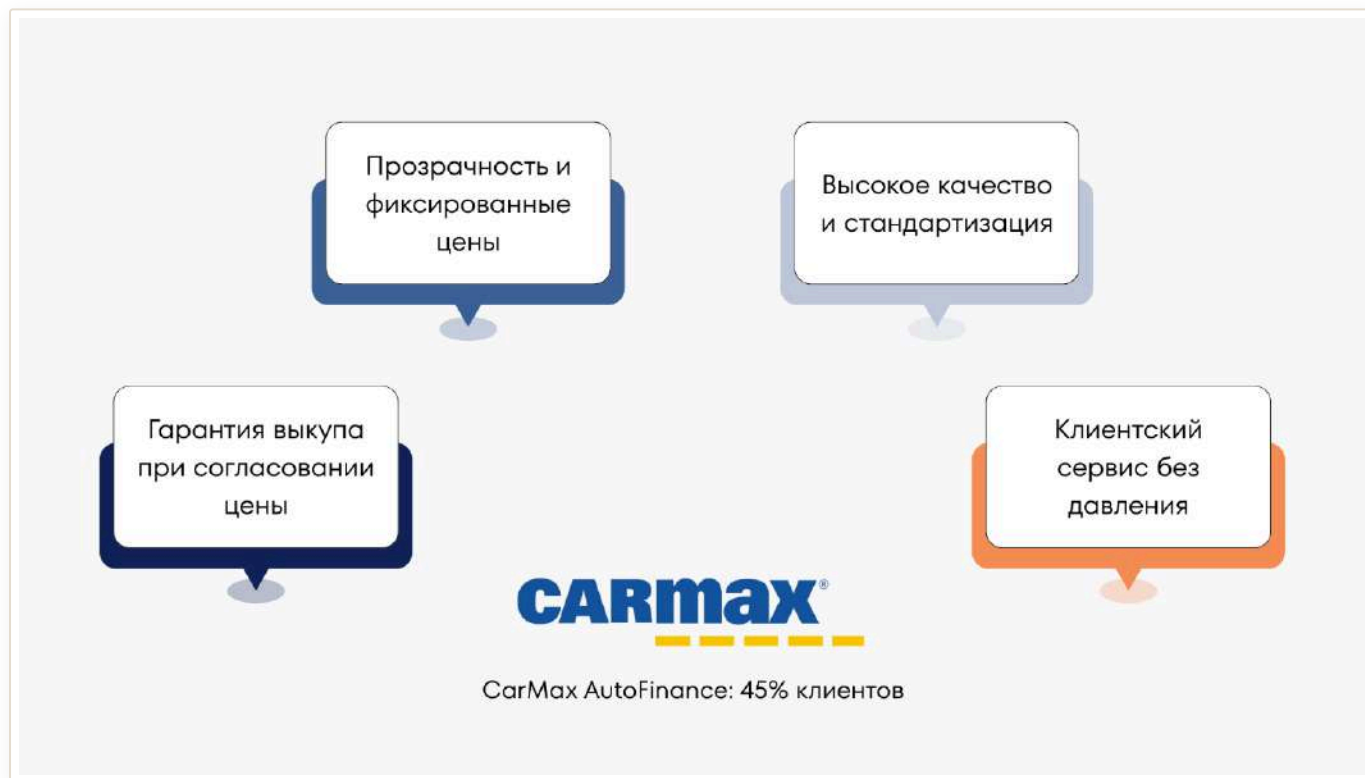 Прозрачность и
фиксированные
цены
Высокое качество
и стандартизация
Гарантия выкупа
при согласовании
цены
Клиентский
сервис без
давления
CARmax®
CarMax AutoFinance: 45% клиентов